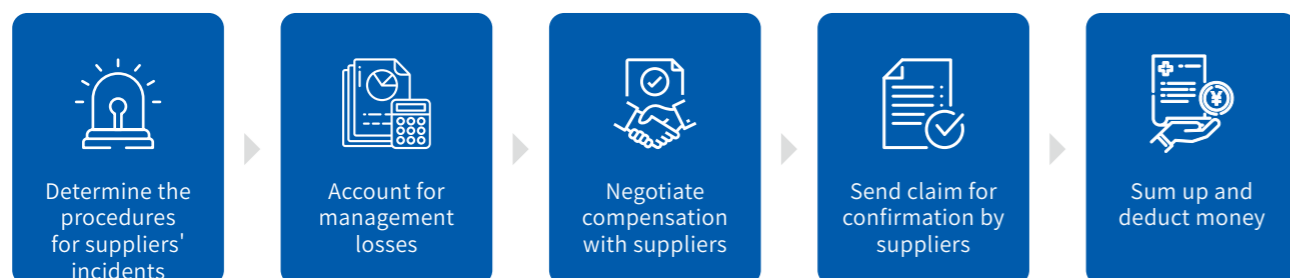 Determine the
procedures
for suppliers'
incidents
Account for
management
losses
Negotiate
compensation
with suppliers
Send claim for
confirmation by
suppliers
Sum up and
deduct money